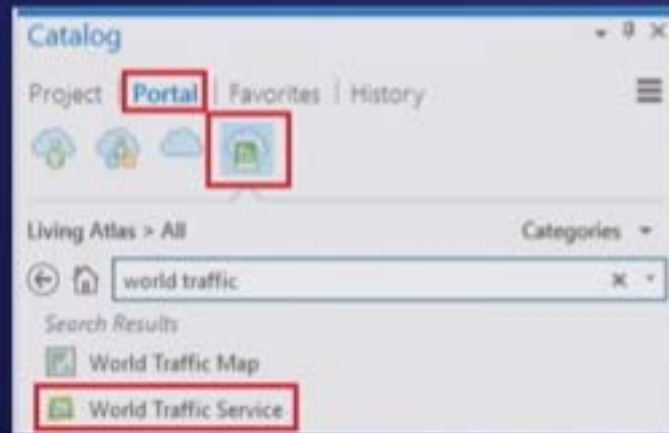 Catalog
Project | Portal | Favorites | History
Living Atlas > All Categories
world traffic
Search Results
World Traffic Map
World Traffic Service